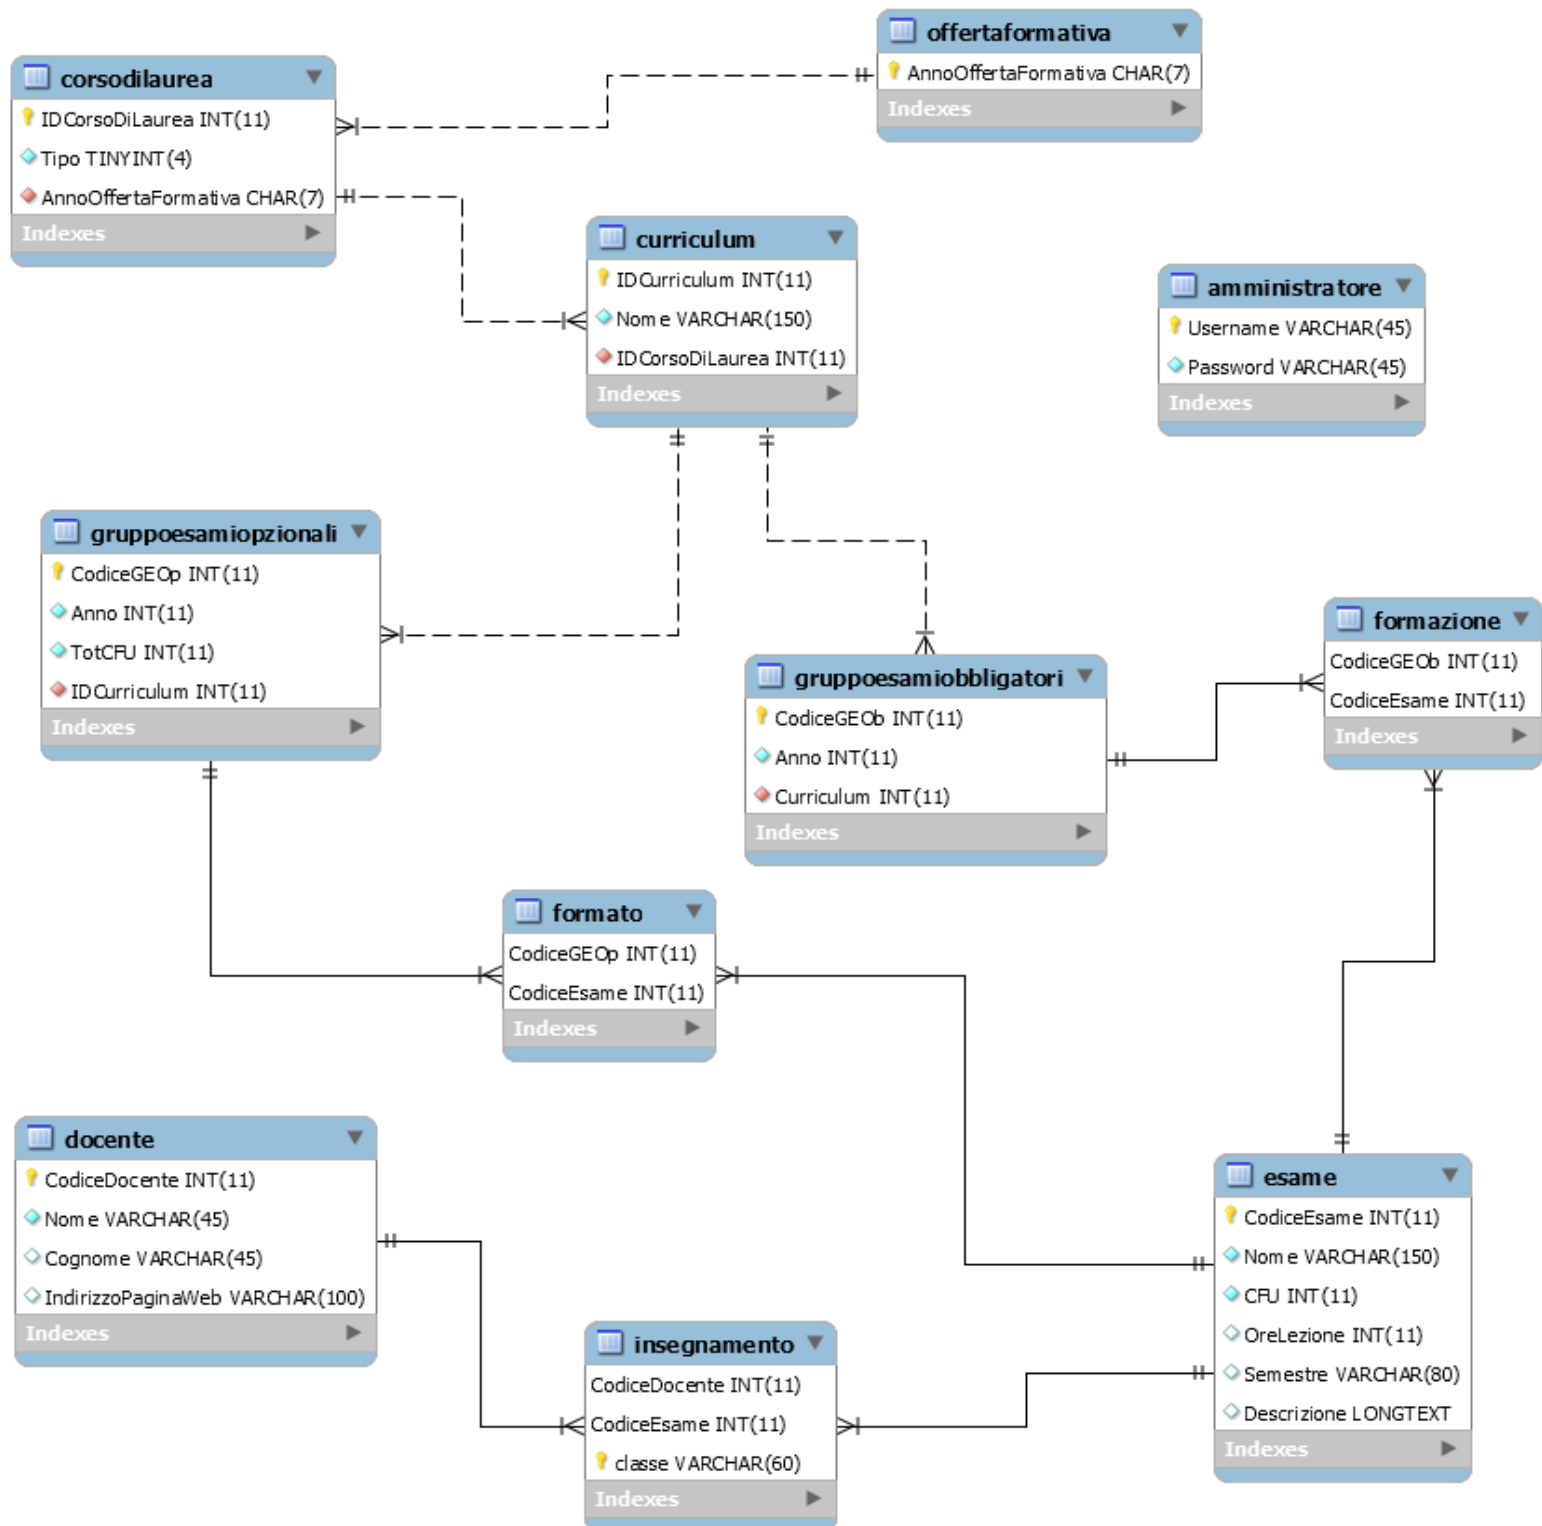 offertaformativa
AnnoOffertaFormativa CHAR(7)
Indexes
corsodilaurea
IDCorsoDiLaurea INT(11)
Tipo TINYINT(4)
AnnoOffertaFormativa CHAR(7)
Indexes
curriculum
IDCurriculum INT(11)
Nome VARCHAR(150)
IDCorsoDiLaurea INT(11)
Indexes
amministratore
Username VARCHAR(45)
Password VARCHAR(45)
Indexes
gruppoesamiopzionali
CodiceGEOp INT(11)
Anno INT(11)
TotCFU INT(11)
IDCurriculum INT(11)
Indexes
gruppoesamiobbligatori
CodiceGEOb INT(11)
Anno INT(11)
Curriculum INT(11)
Indexes
formazione
CodiceGEOb INT(11)
CodiceEsame INT(11)
Indexes
formato
CodiceGEOp INT(11)
CodiceEsame INT(11)
Indexes
docente
CodiceDocente INT(11)
Nome VARCHAR(45)
Cognome VARCHAR(45)
IndirizzoPaginaWeb VARCHAR(100)
Indexes
esame
CodiceEsame INT(11)
Nome VARCHAR(150)
CFU INT(11)
OreLezione INT(11)
Semestre VARCHAR(80)
Descrizione LONGTEXT
Indexes
insegnamento
CodiceDocente INT(11)
CodiceEsame INT(11)
classe VARCHAR(60)
Indexes